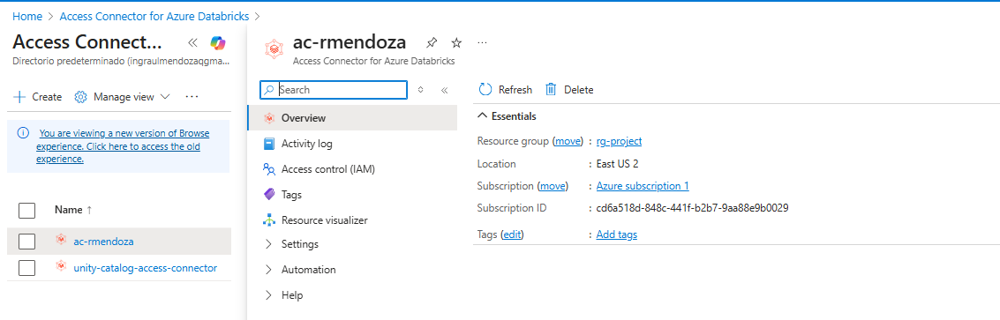 Home > Access Connector for Azure Databricks >
Access Connect...
Directorio predeterminado (ingraulmendozaqgma...
+ Create Manage view ...
You are viewing a new version of Browse
experience. Click here to access the old
experience.
Name ↑
ac-rmendoza
unity-catalog-access-connector
ac-rmendoza
Access Connector for Azure Databricks
Search
Overview
Activity log
Access control (IAM)
Tags
Resource visualizer
Settings
Automation
Help
Refresh Delete
Essentials
Resource group (move) : rg-project
Location : East US 2
Subscription (move) : Azure subscription 1
Subscription ID : cd6a518d-848c-441f-b2b7-9aa88e9b0029
Tags (edit) : Add tags